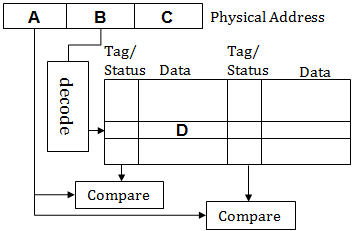 A B C Physical Address
Tag/ Status Data Tag/ Status Data
decode
D
Compare
Compare